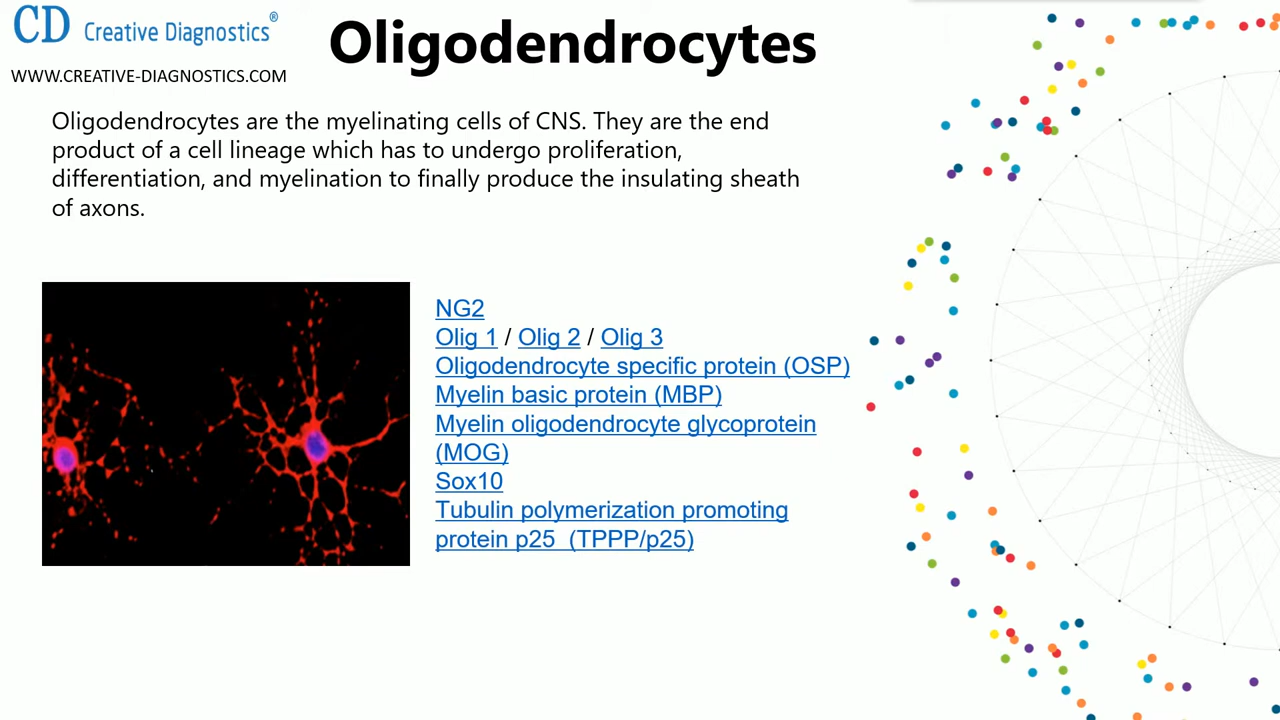 CD Creative Diagnostics®
WWW.CREATIVE-DIAGNOSTICS.COM
Oligodendrocytes
Oligodendrocytes are the myelinating cells of CNS. They are the end
product of a cell lineage which has to undergo proliferation,
differentiation, and myelination to finally produce the insulating sheath
of axons.
NG2
Olig 1 / Olig 2 / Olig 3
Oligodendrocyte specific protein (OSP)
Myelin basic protein (MBP)
Myelin oligodendrocyte glycoprotein
(MOG)
Sox10
Tubulin polymerization promoting
protein p25  (TPPP/p25)